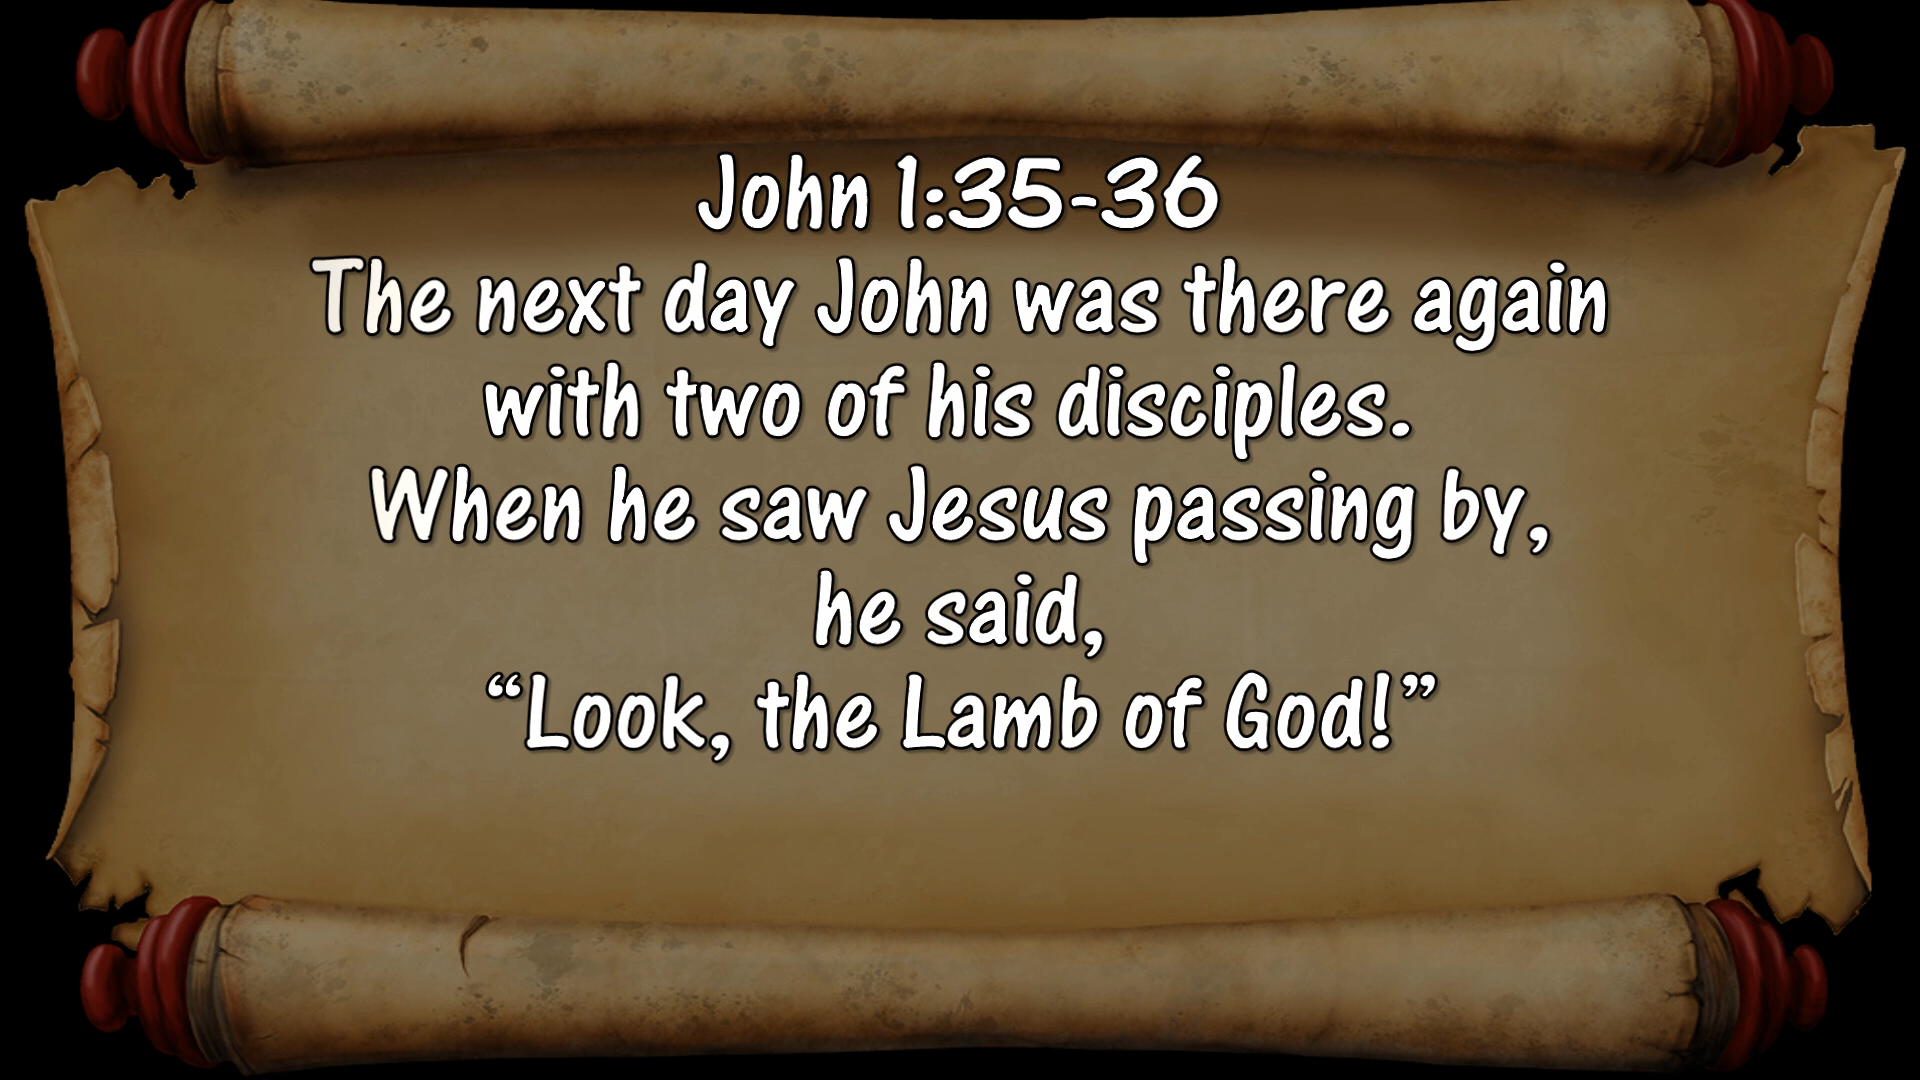 John 1:35-36
The next day John was there again
with two of his disciples.
When he saw Jesus passing by,
he said,
“Look, the Lamb of God!”